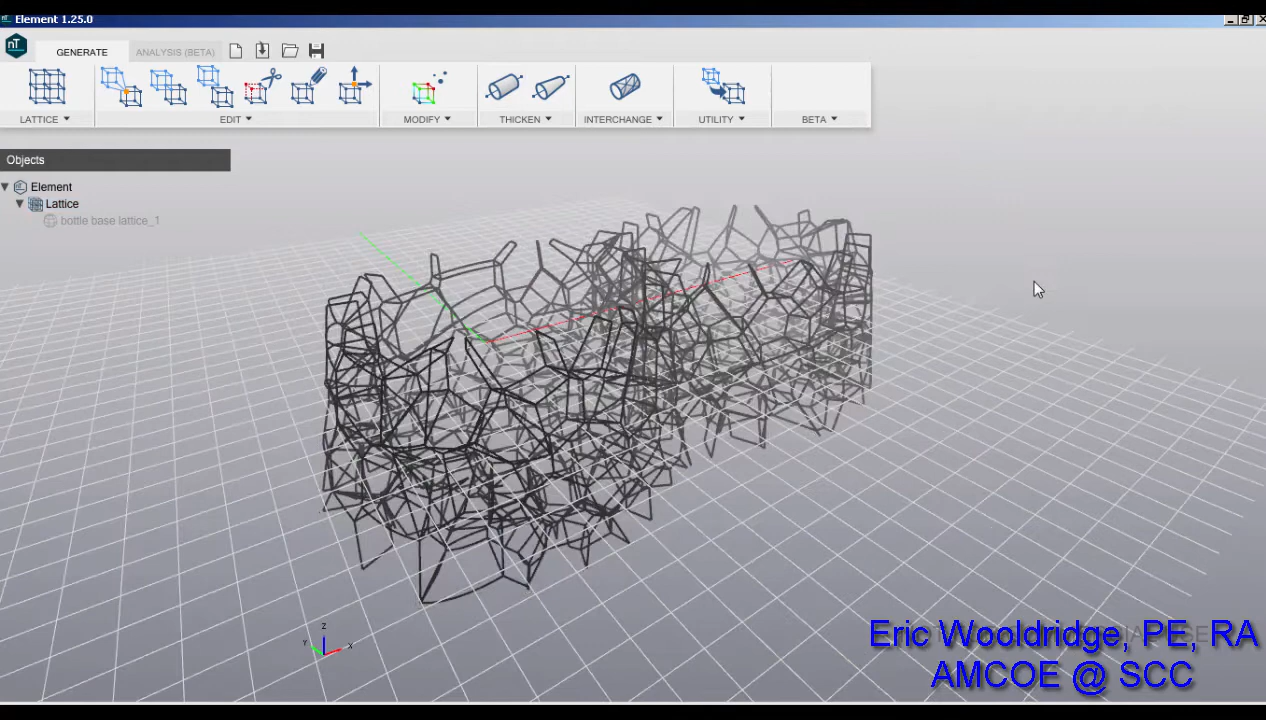 Element 1.25.0
nT
GENERATE
ANALYSIS (BETA)
LATTICE
EDIT
MODIFY
THICKEN
INTERCHANGE
UTILITY
BETA
Objects
Element
Lattice
bottle base lattice_1
Z
Y
X
Eric Wooldridge, PE, RA
AMCOE @ SCC